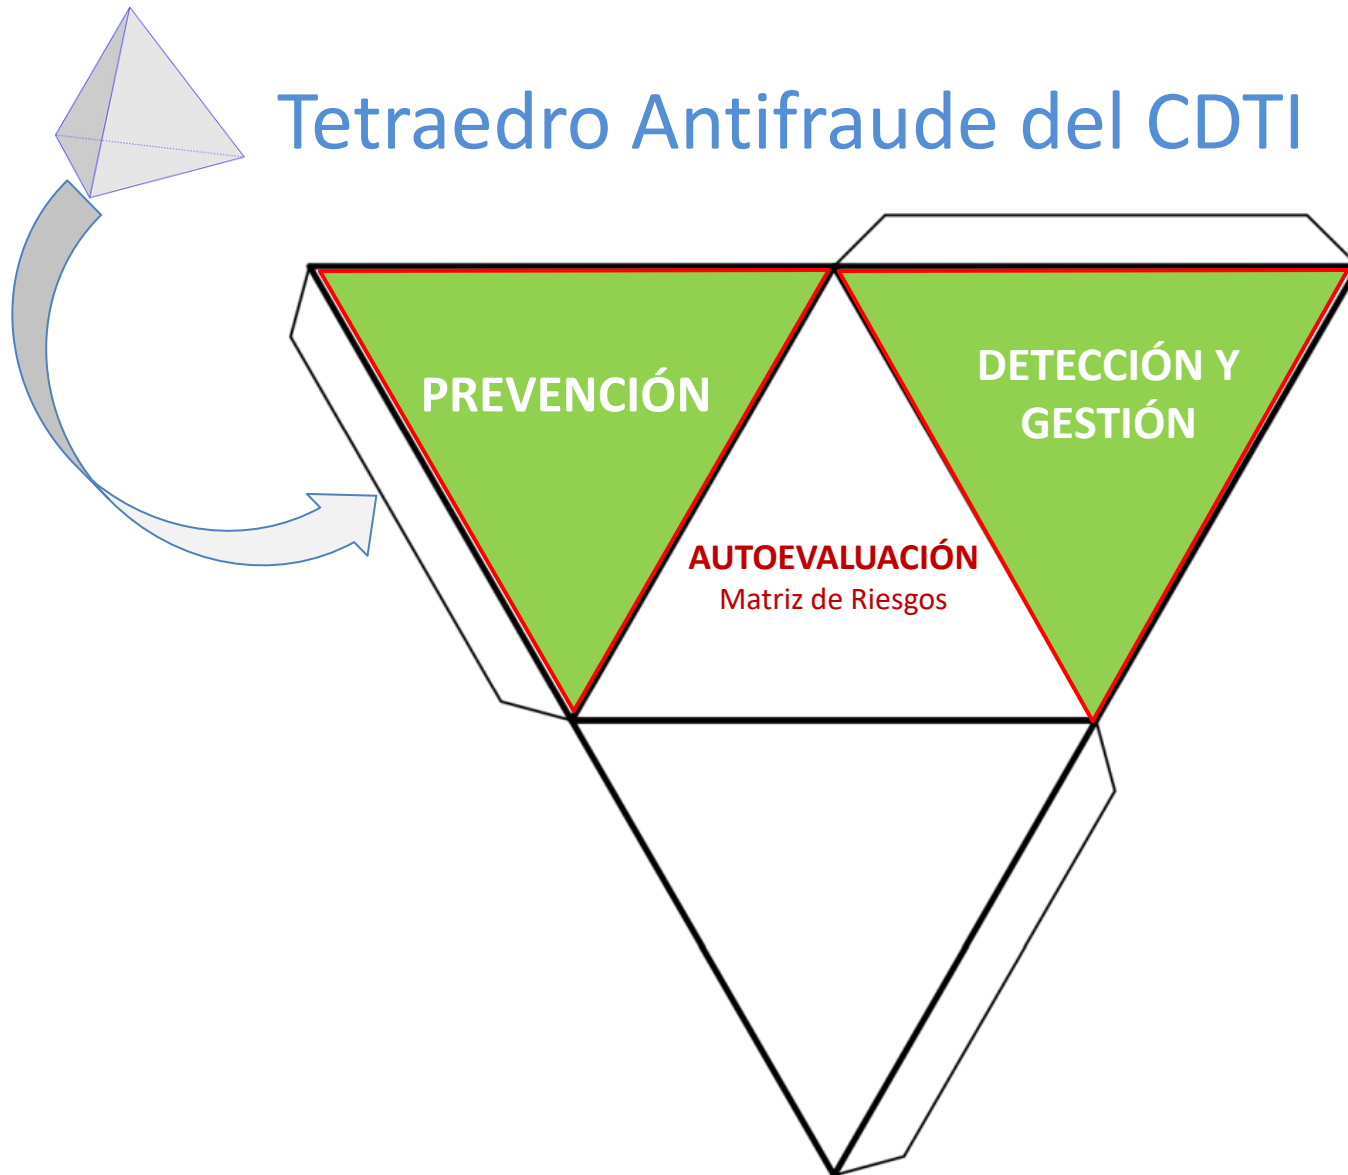 Tetraedro Antifraude del CDTI
PREVENCIÓN
DETECCIÓN Y
GESTIÓN
AUTOEVALUACIÓN
Matriz de Riesgos